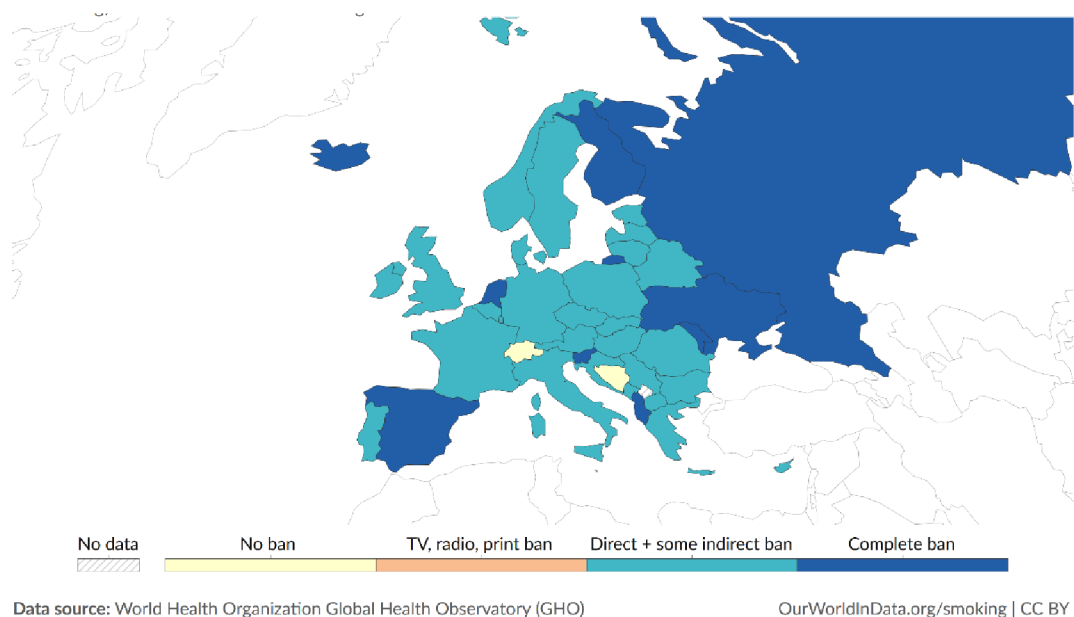 No data
No ban
TV, radio, print ban
Direct + some indirect ban
Complete ban
Data source: World Health Organization Global Health Observatory (GHO)
OurWorldInData.org/smoking | CC BY